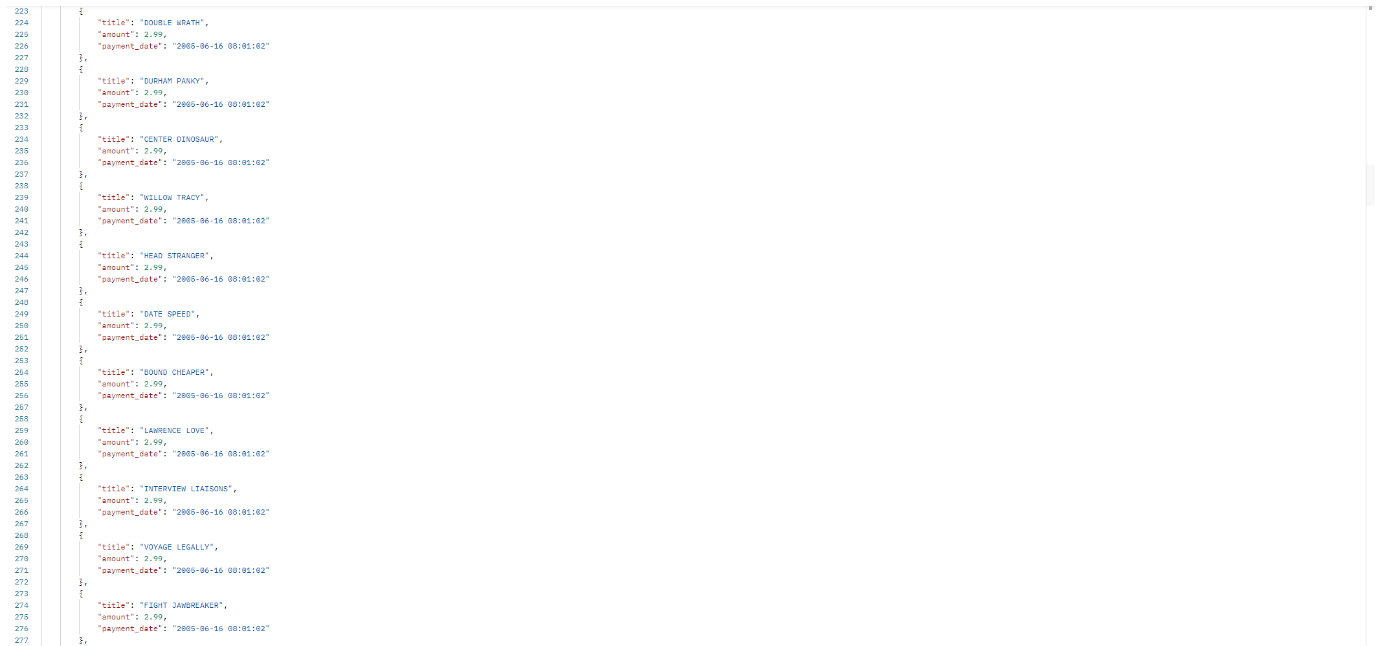 223 {
224 "title": "DOUBLE WRATH",
225 "amount": 2.99,
226 "payment_date": "2005-06-16 08:01:02"
227 },
228 {
229 "title": "DURHAM PANKY",
230 "amount": 2.99,
231 "payment_date": "2005-06-16 08:01:02"
232 },
233 {
234 "title": "CENTER DINOSAUR",
235 "amount": 2.99,
236 "payment_date": "2005-06-16 08:01:02"
237 },
238 {
239 "title": "WILLOW TRACY",
240 "amount": 2.99,
241 "payment_date": "2005-06-16 08:01:02"
242 },
243 {
244 "title": "HEAD STRANGER",
245 "amount": 2.99,
246 "payment_date": "2005-06-16 08:01:02"
247 },
248 {
249 "title": "DATE SPEED",
250 "amount": 2.99,
251 "payment_date": "2005-06-16 08:01:02"
252 },
253 {
254 "title": "BOUND CHEAPER",
255 "amount": 2.99,
256 "payment_date": "2005-06-16 08:01:02"
257 },
258 {
259 "title": "LAWRENCE LOVE",
260 "amount": 2.99,
261 "payment_date": "2005-06-16 08:01:02"
262 },
263 {
264 "title": "INTERVIEW LIAISONS",
265 "amount": 2.99,
266 "payment_date": "2005-06-16 08:01:02"
267 },
268 {
269 "title": "VOYAGE LEGALLY",
270 "amount": 2.99,
271 "payment_date": "2005-06-16 08:01:02"
272 },
273 {
274 "title": "FIGHT JAWBREAKER",
275 "amount": 2.99,
276 "payment_date": "2005-06-16 08:01:02"
277 },